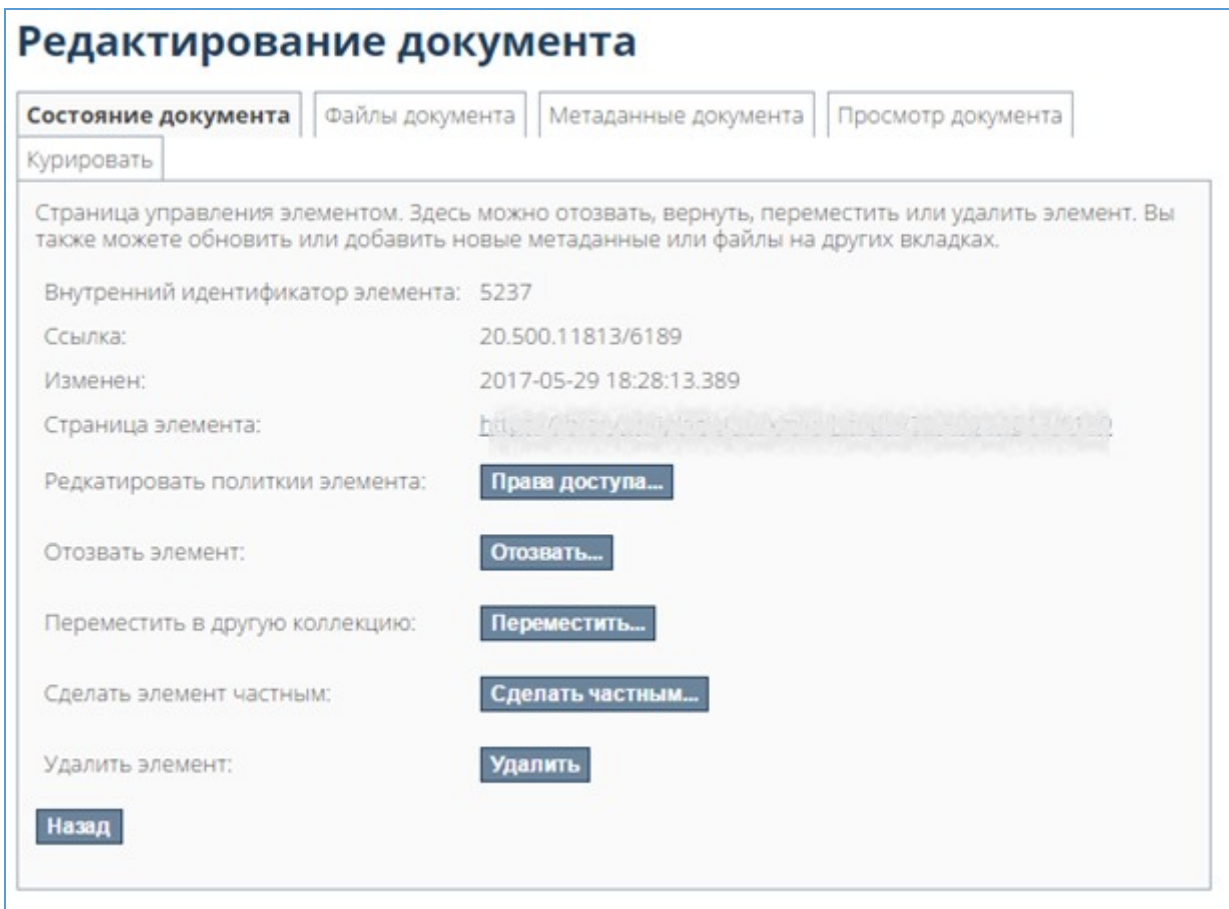 Редактирование документа
Состояние документа Файлы документа Метаданные документа Просмотр документа
Курировать
Страница управления элементом. Здесь можно отозвать, вернуть, переместить или удалить элемент. Вы
также можете обновить или добавить новые метаданные или файлы на других вкладках.
Внутренний идентификатор элемента: 5237
Ссылка: 20.500.11813/6189
Изменен: 2017-05-29 18:28:13.389
Страница элемента:
Редкатировать политкии элемента: Права доступа...
Отозвать элемент: Отозвать...
Переместить в другую коллекцию: Переместить...
Сделать элемент частным: Сделать частным...
Удалить элемент: Удалить
Назад